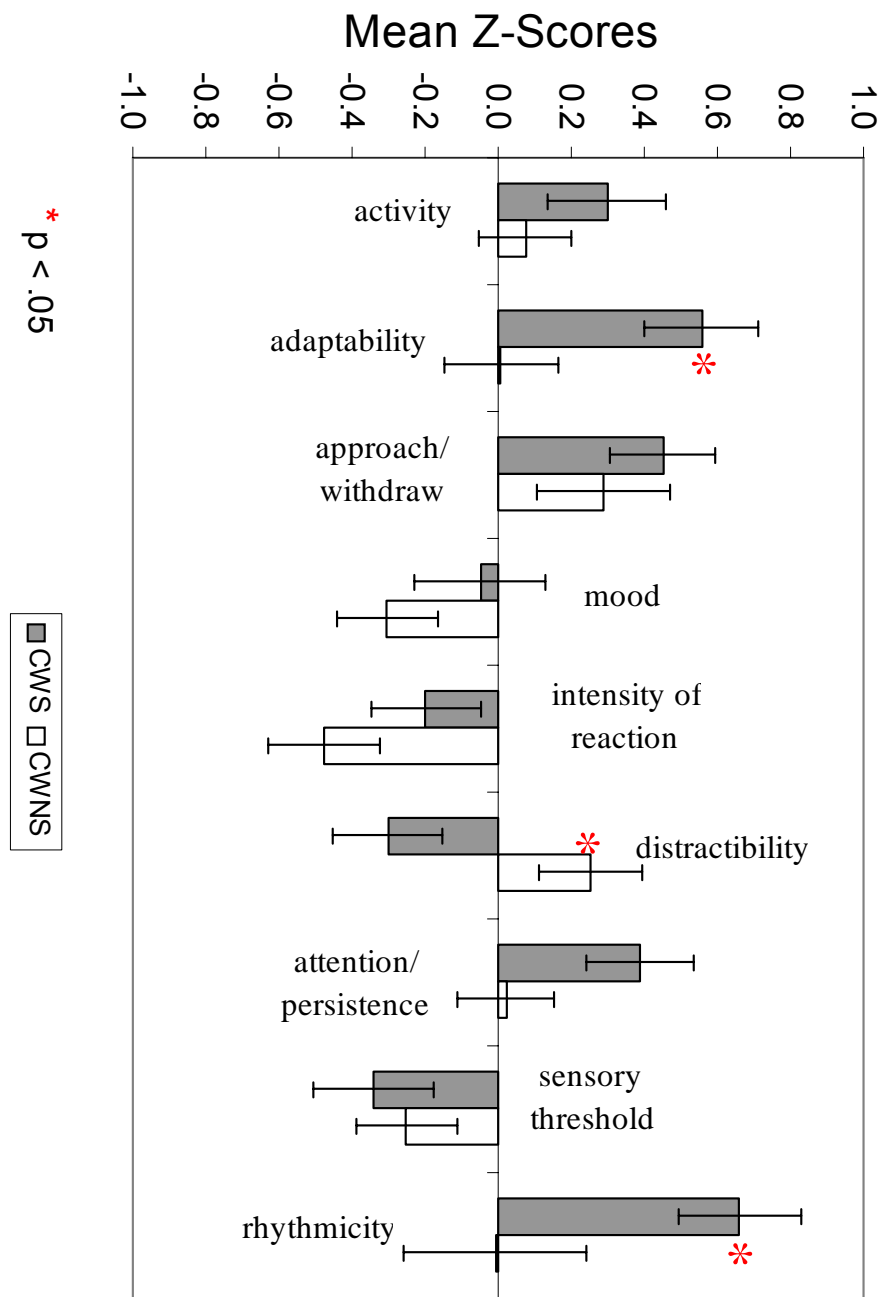 Mean Z-Scores
-1.0
-0.8
-0.6
-0.4
-0.2
0.0
0.2
0.4
0.6
0.8
1.0
activity
adaptability
*
approach/
withdraw
mood
intensity of
reaction
*
distractibility
attention/
persistence
sensory
threshold
rhythmicity
*
* p < .05
CWS CWNS